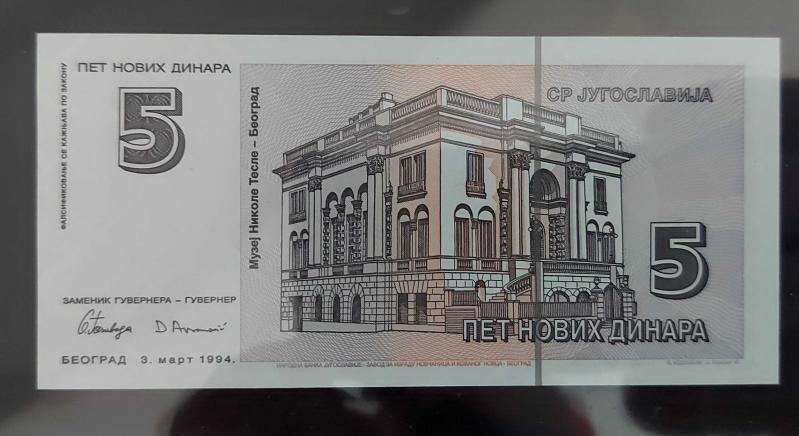 ПЕТ НОВИХ ДИНАРА
5
ФАЛСИФИКОВАЊЕ СЕ КАЖЊАВА ПО ЗАКОНУ
Музеј Николе Тесле – Београд
СР ЈУГОСЛАВИЈА
5
ЗАМЕНИК ГУВЕРНЕРА – ГУВЕРНЕР
БЕОГРАД 3. март 1994.
ПЕТ НОВИХ ДИНАРА
НАРОДНА БАНКА ЈУГОСЛАВИЈЕ - ЗАВОД ЗА ИЗРАДУ НОВЧАНИЦА И КОВАНОГ НОВЦА - БЕОГРАД